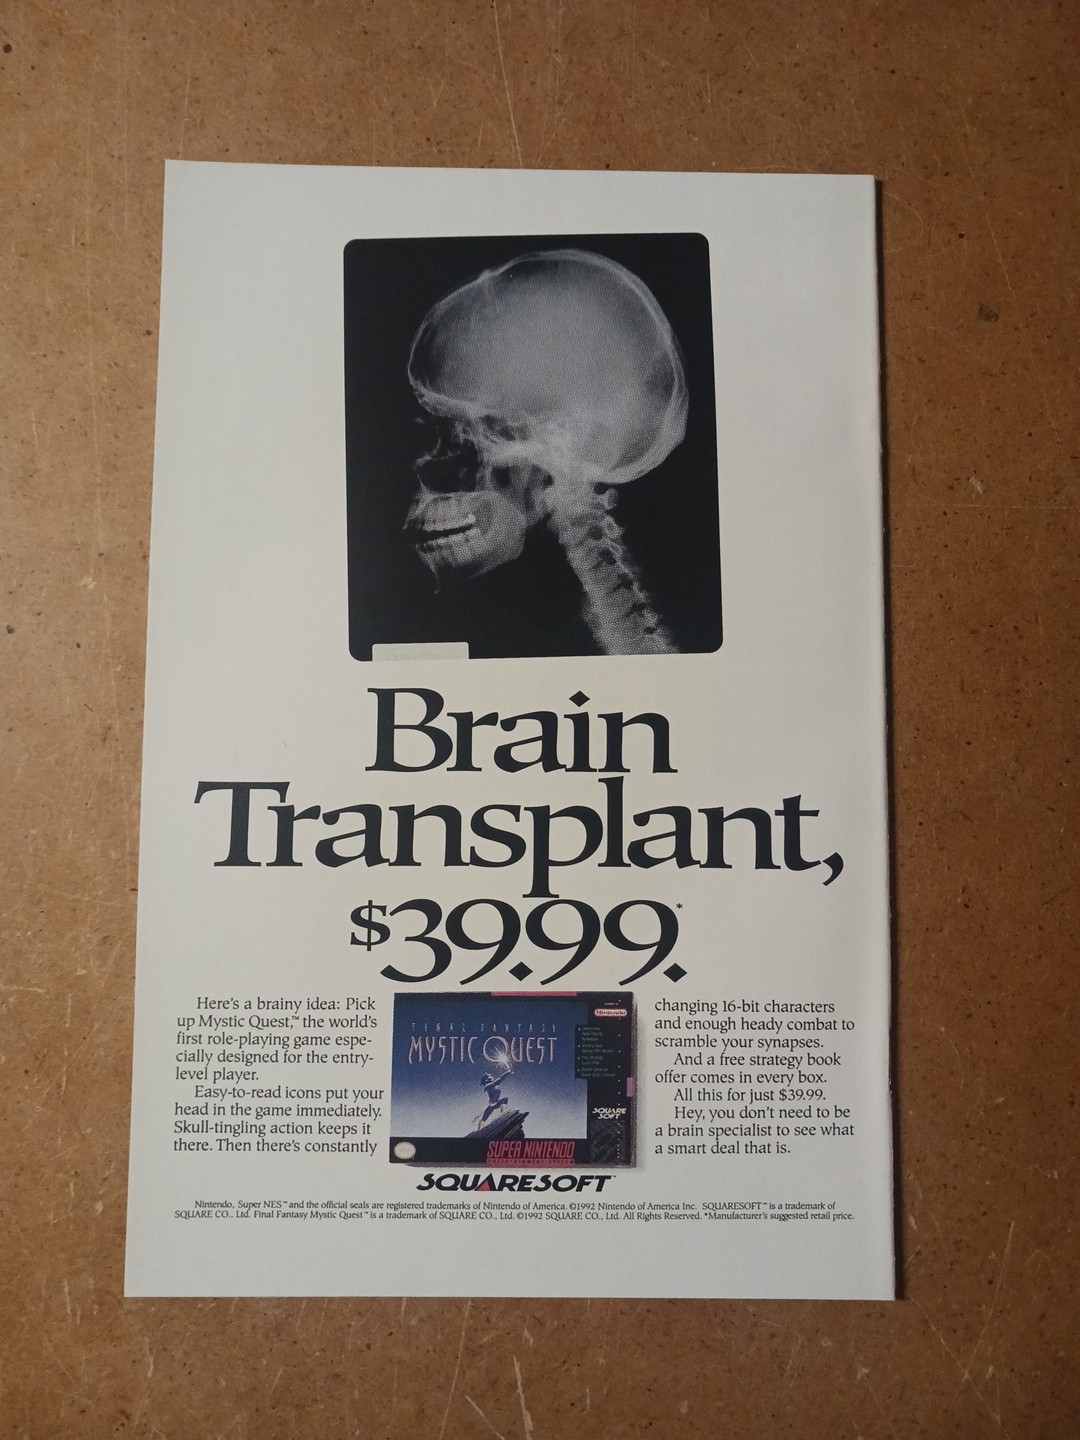 Brain
Transplant,
$39.99.*
Here's a brainy idea: Pick
up Mystic Quest,™ the world's
first role-playing game espe-
cially designed for the entry-
level player.
Easy-to-read icons put your
head in the game immediately.
Skull-tingling action keeps it
there. Then there's constantly
changing 16-bit characters
and enough heady combat to
scramble your synapses.
And a free strategy book
offer comes in every box.
All this for just $39.99.
Hey, you don't need to be
a brain specialist to see what
a smart deal that is.
FINAL FANTASY
MYSTIC QUEST
Nintendo
SQUARE
SOFT
SUPER NINTENDO
ENTERTAINMENT SYSTEM
SQUARESOFT™
Nintendo, Super NES™ and the official seals are registered trademarks of Nintendo of America. ©1992 Nintendo of America Inc. SQUARESOFT™ is a trademark of
SQUARE CO., Ltd. Final Fantasy Mystic Quest™ is a trademark of SQUARE CO., Ltd. ©1992 SQUARE CO., Ltd. All Rights Reserved. *Manufacturer's suggested retail price.